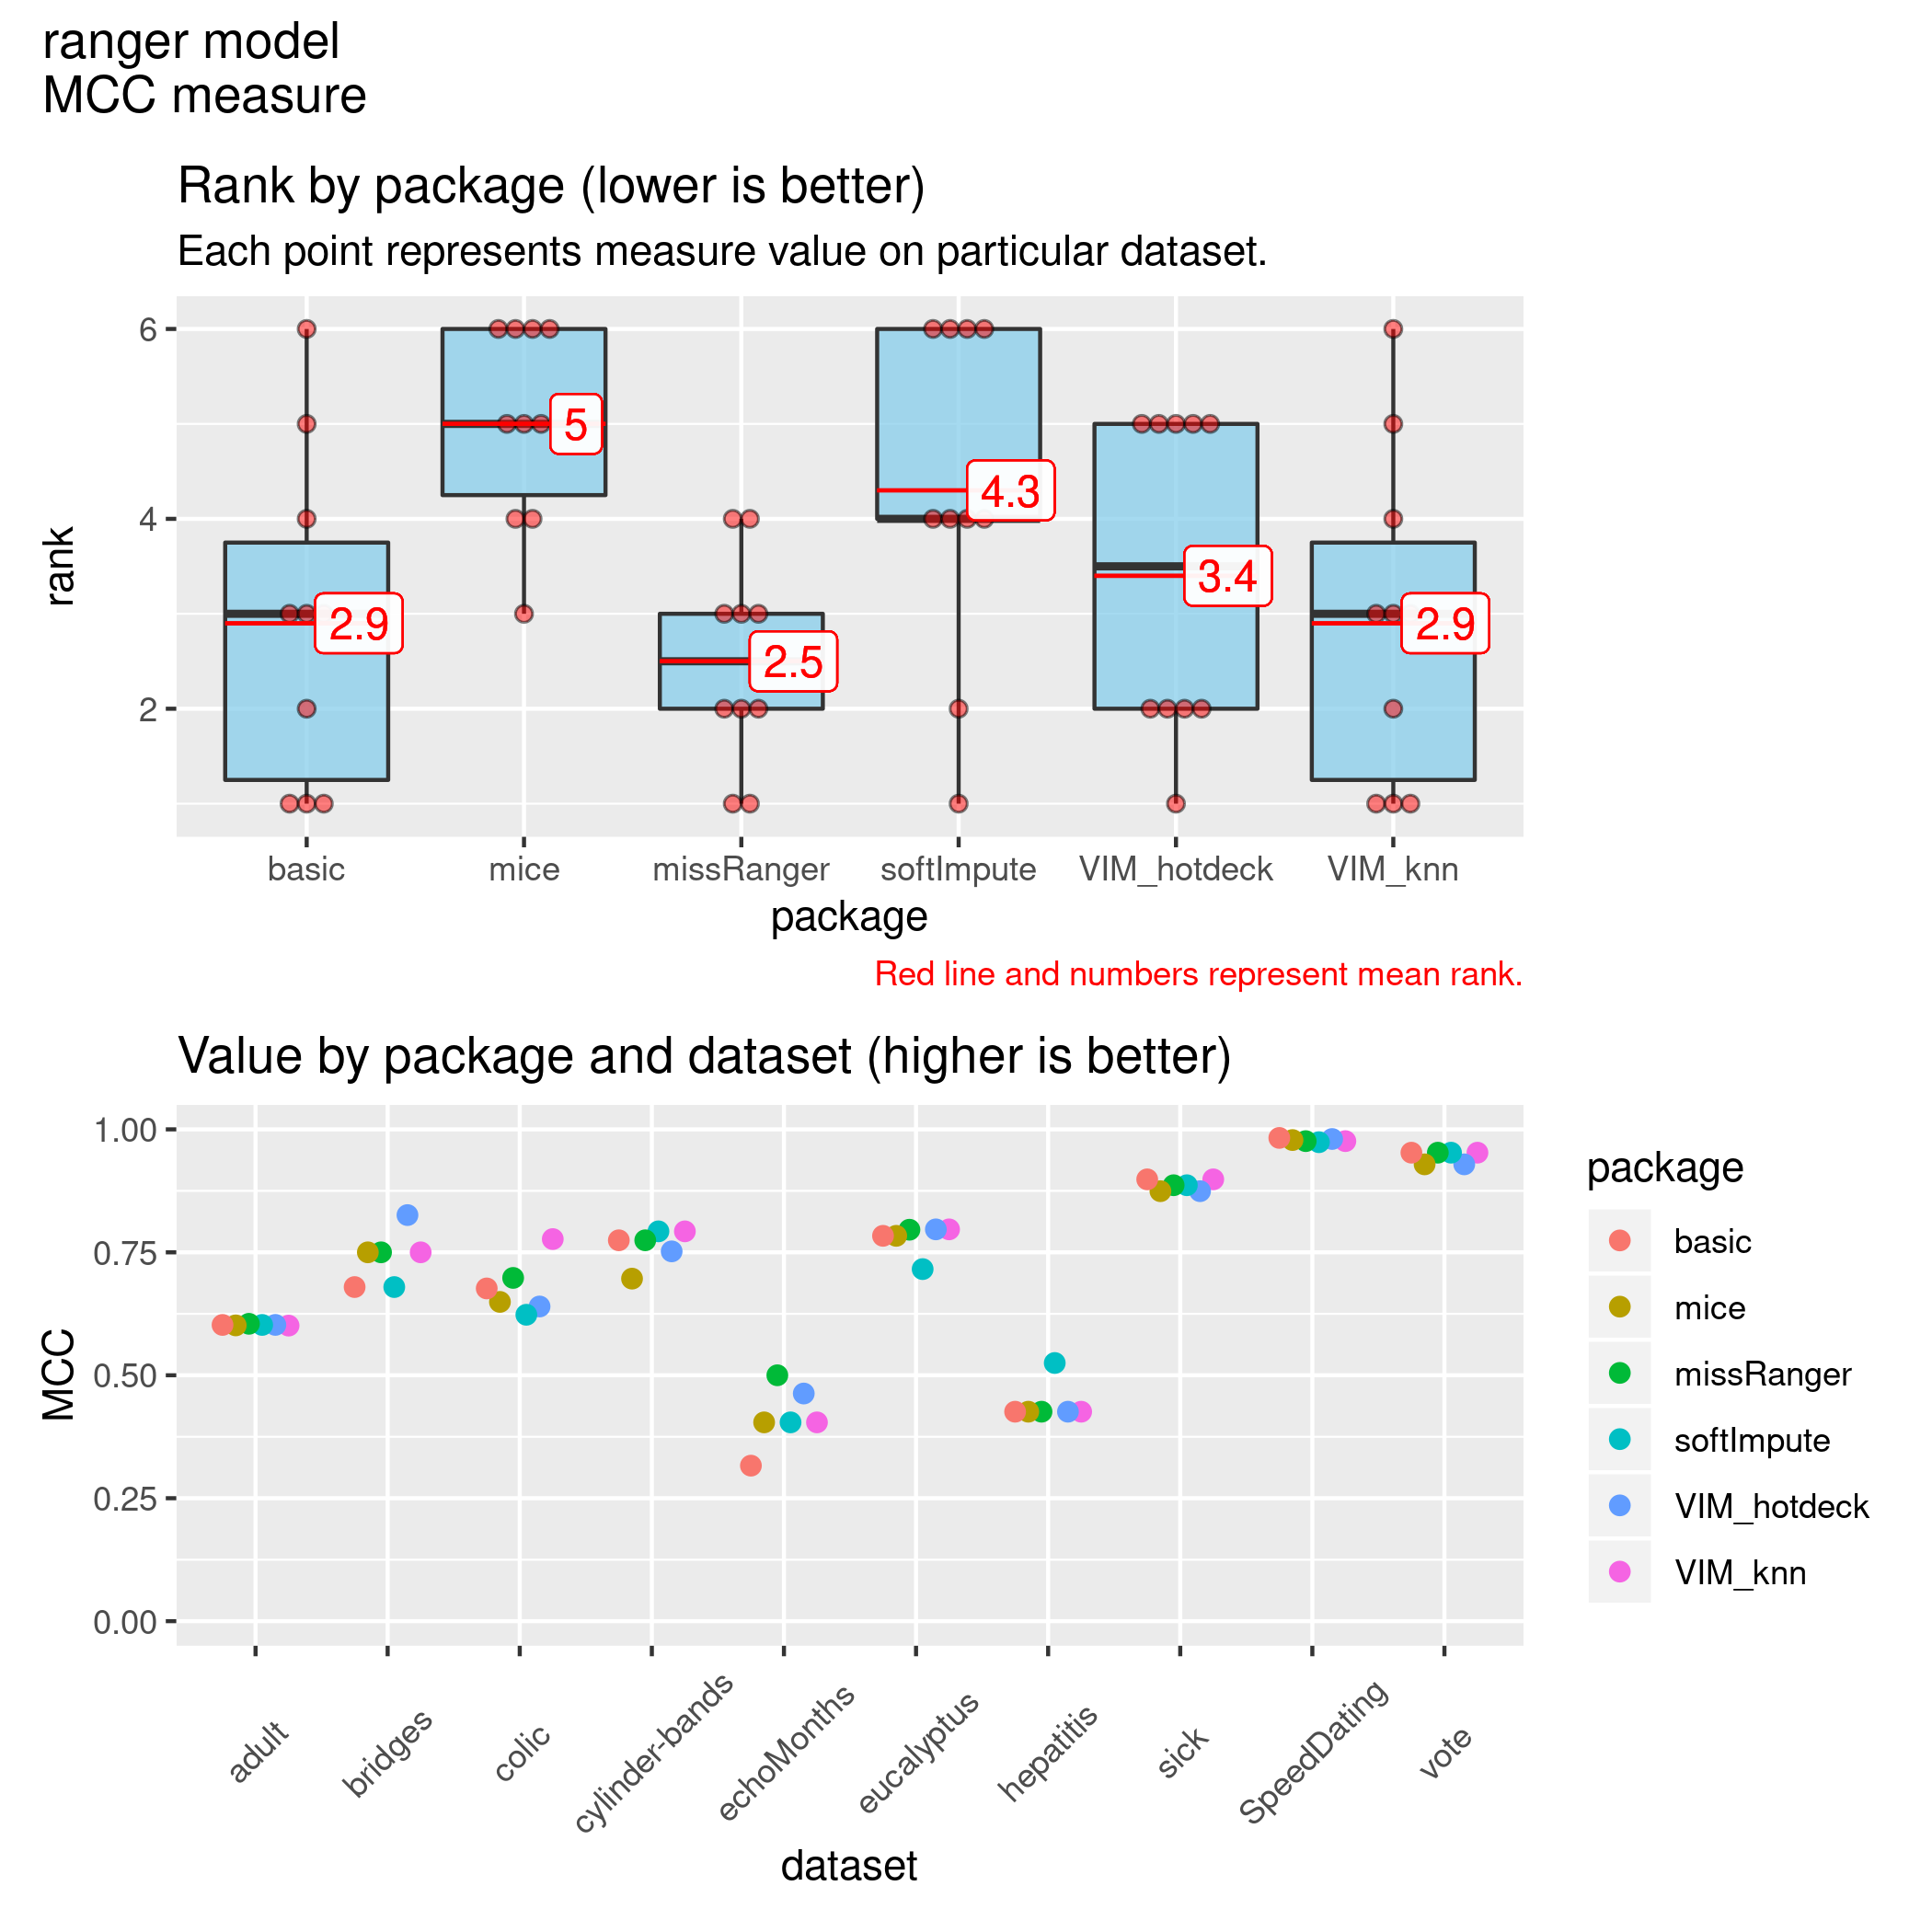 ranger model
MCC measure
Rank by package (lower is better)
Each point represents measure value on particular dataset.
rank
6
4
2
5
4.3
3.4
2.9
2.5
2.9
basic
mice
missRanger
softImpute
VIM_hotdeck
VIM_knn
package
Red line and numbers represent mean rank.
Value by package and dataset (higher is better)
MCC
1.00
0.75
0.50
0.25
0.00
adult
bridges
colic
cylinder-bands
echoMonths
eucalyptus
hepatitis
sick
SpeedDating
vote
dataset
package
basic
mice
missRanger
softImpute
VIM_hotdeck
VIM_knn